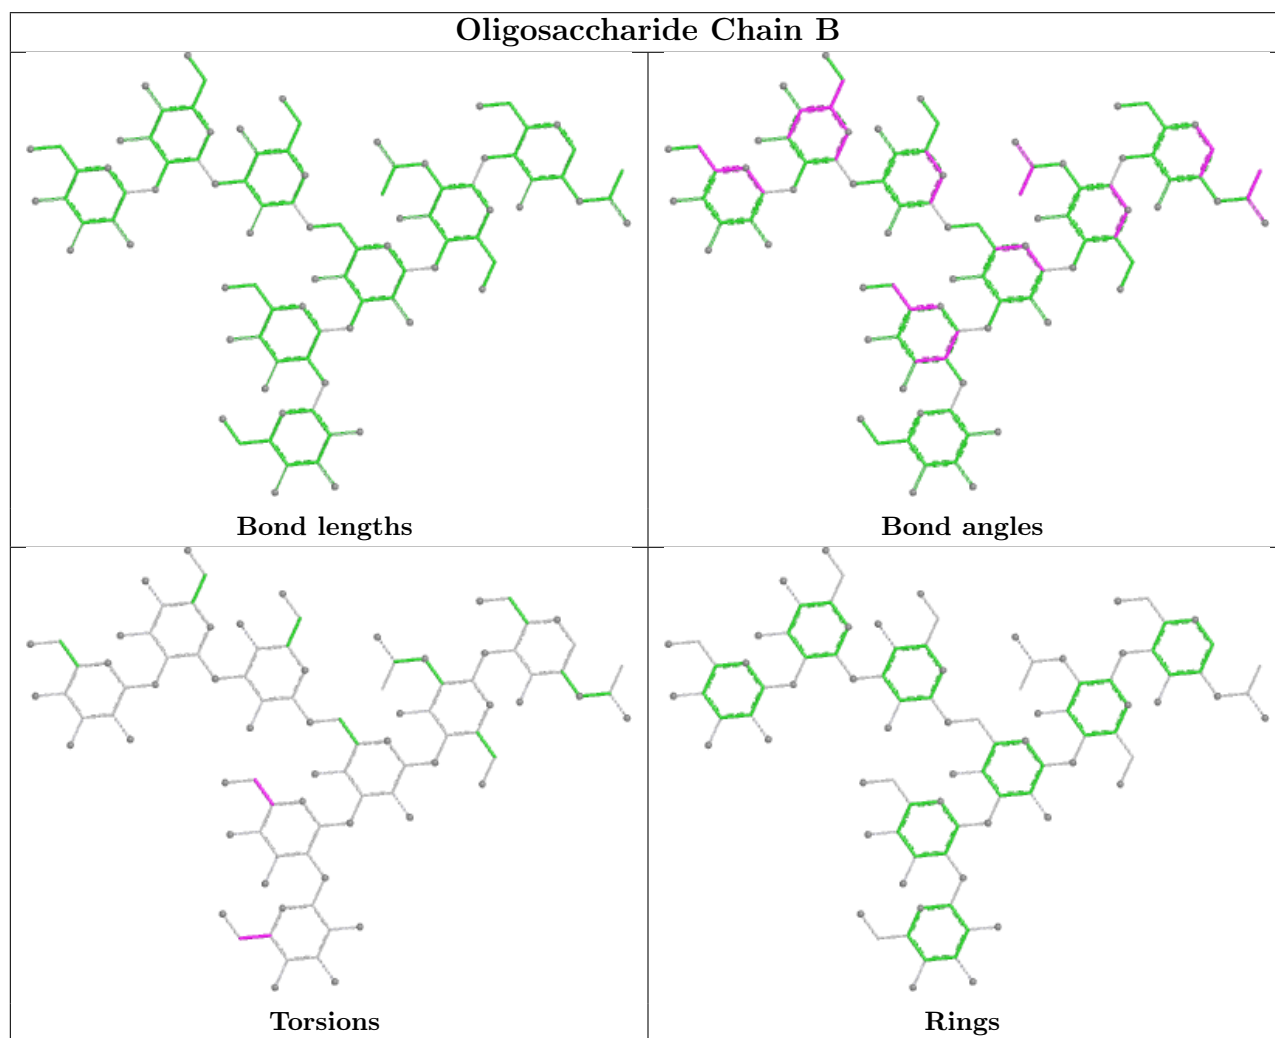 Oligosaccharide Chain B
Bond lengths
Bond angles
Torsions
Rings